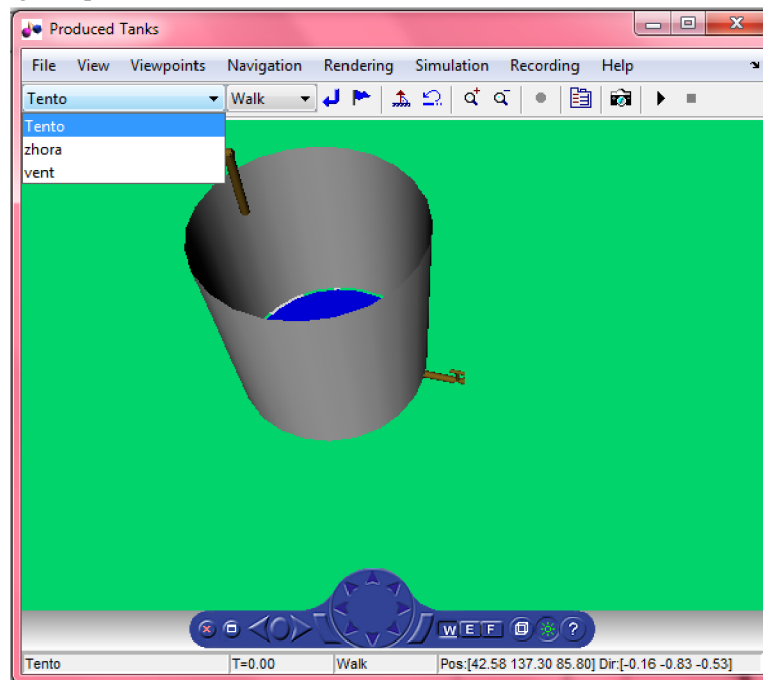 Produced Tanks
File View Viewpoints Navigation Rendering Simulation Recording Help
Tento Walk
Tento
zhora
vent
W E F ?
Tento T=0.00 Walk Pos:[42.58 137.30 85.80] Dir:[-0.16 -0.83 -0.53]